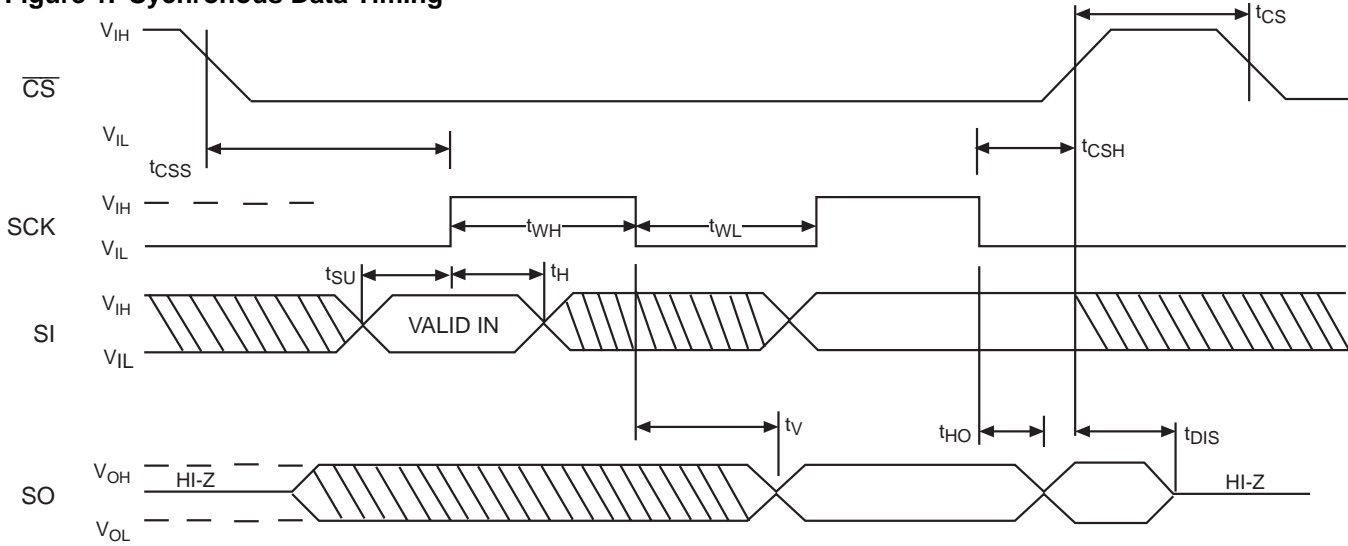 Figure 1. Sychronous Data Timing
VIH
tCS
CS
VIL
tCSS
tCSH
VIH
SCK
tWH
tWL
VIL
tSU
tH
VIH
SI
VALID IN
VIL
tV
tHO
tDIS
VOH
HI-Z
HI-Z
SO
VOL